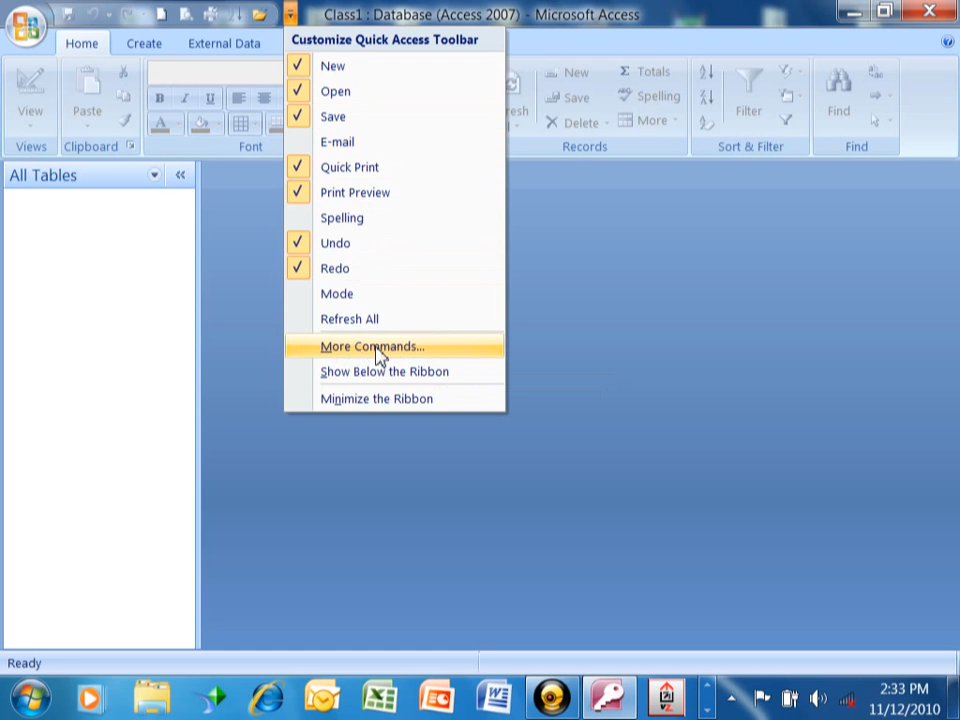 Class1 : Database (Access 2007) - Microsoft Access
Home Create External Data
Customize Quick Access Toolbar
New
Open
Save
E-mail
Quick Print
Print Preview
Spelling
Undo
Redo
Mode
Refresh All
More Commands...
Show Below the Ribbon
Minimize the Ribbon
View
Views
Paste
Clipboard
B I U
A
Font
resh
New
Save
Delete
Σ Totals
Spelling
More
Records
Filter
Sort & Filter
Find
Find
All Tables
Ready
2:33 PM
11/12/2010